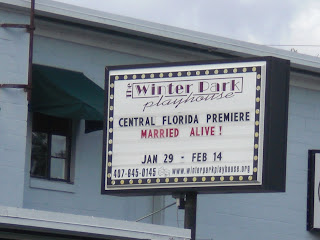 The Winter Park
playhouse
CENTRAL FLORIDA PREMIERE
MARRIED ALIVE!
JAN 29 - FEB 14
407-645-0145 www.winterparkplayhouse.org